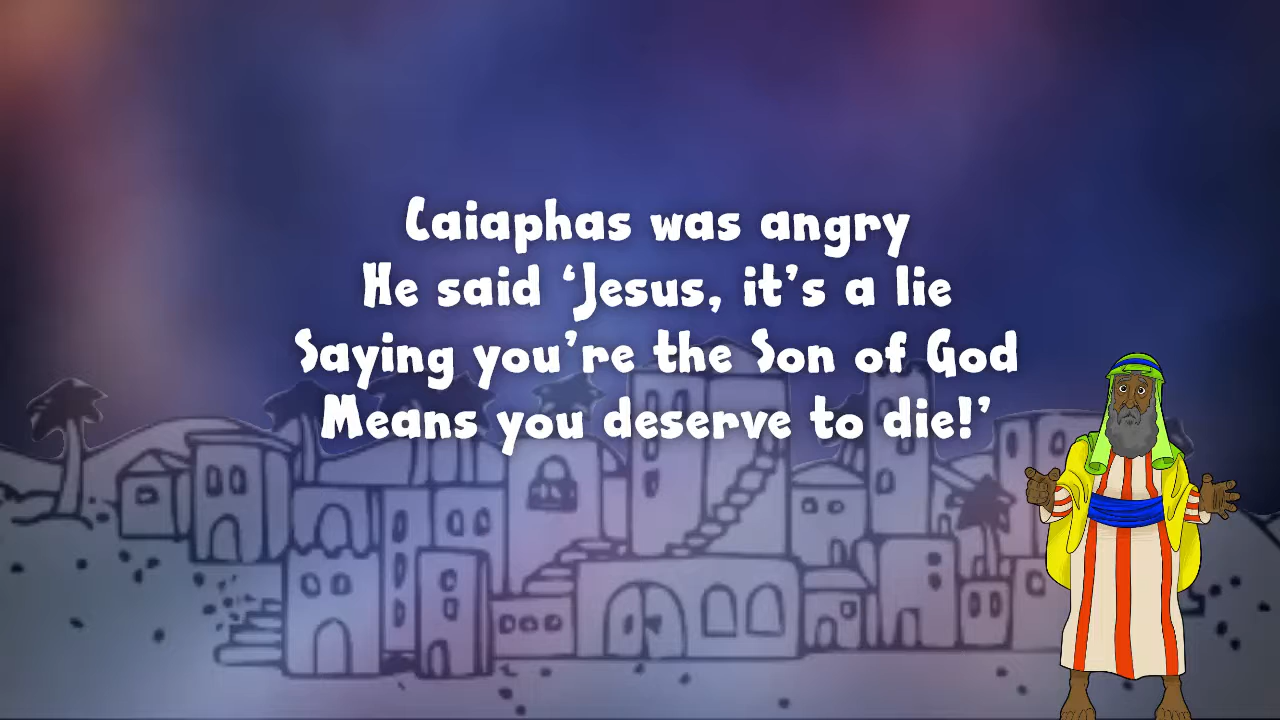 Caiaphas was angry
He said ‘Jesus, it’s a lie
Saying you’re the Son of God
Means you deserve to die!’